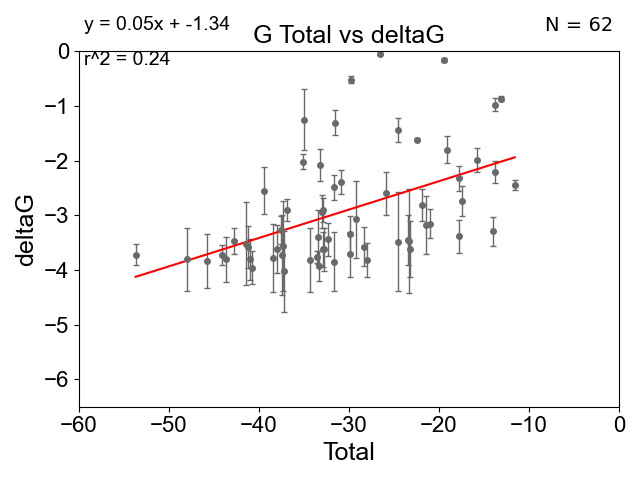 y = 0.05x + -1.34
N = 62
G Total vs deltaG
r^2 = 0.24
0
−1
−2
−3
−4
−5
−6
deltaG
−60 −50 −40 −30 −20 −10 0
Total